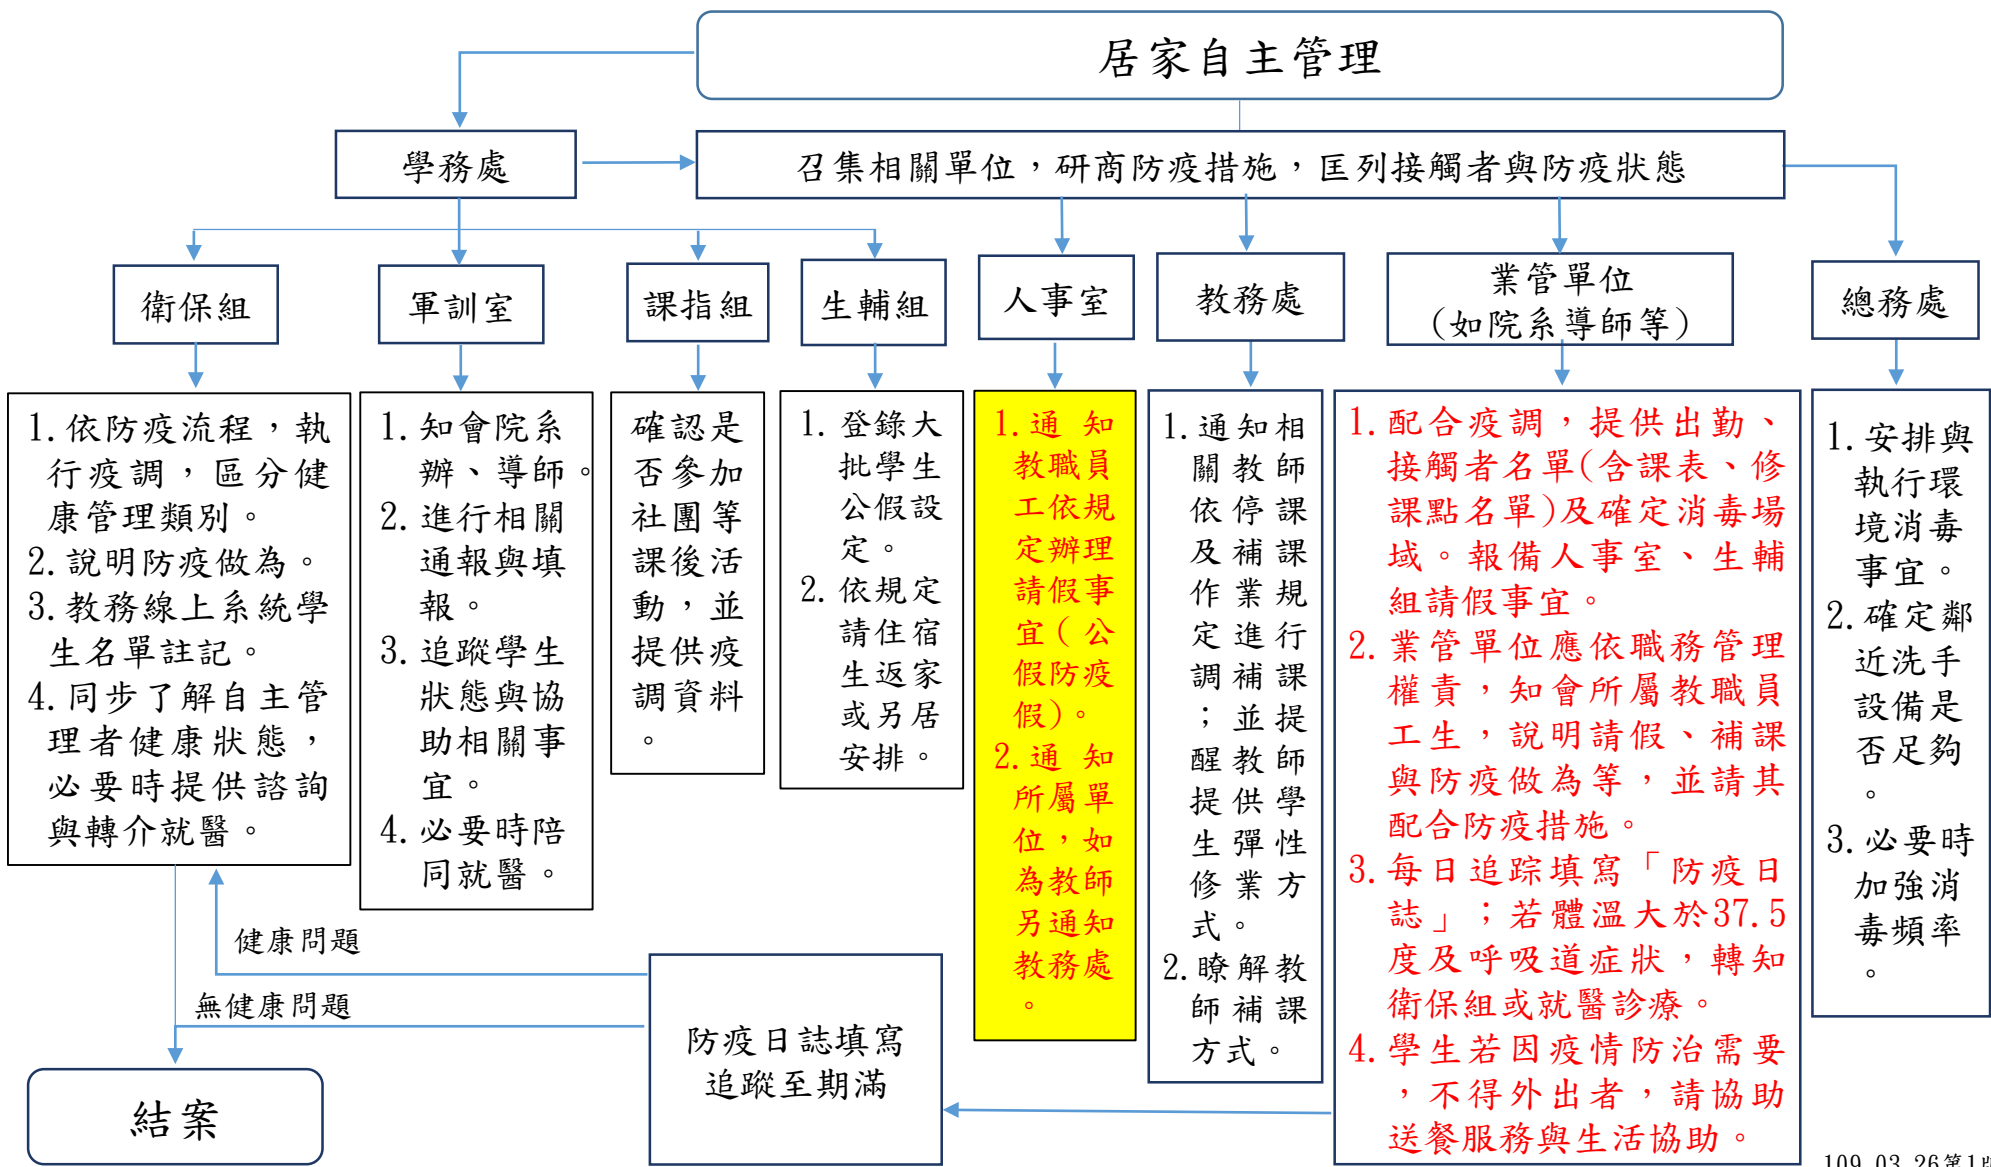 居家自主管理
學務處
召集相關單位，研商防疫措施，匡列接觸者與防疫狀態
衛保組
軍訓室
課指組
生輔組
人事室
教務處
業管單位
(如院系導師等)
總務處
1.依防疫流程，執
行疫調，區分健
康管理類別。
2.說明防疫做為。
3.教務線上系統學
生名單註記。
4.同步了解自主管
理者健康狀態，
必要時提供諮詢
與轉介就醫。
1.知會院系
辦、導師。
2.進行相關
通報與填
報。
3.追蹤學生
狀態與協
助相關事
宜。
4.必要時陪
同就醫。
確認是
否參加
社團等
課後活
動，並
提供疫
調資料
。
1.登錄大
批學生
公假設
定。
2.依規定
請住宿
生返家
或另居
安排。
1.通知
教職員
工依規
定辦理
請假事
宜（公
假防疫
假)。
2.通知
所屬單
位，如
為教師
另通知
教務處
。
1.通知相
關教師
依停課
及補課
作業規
定進行
調補課
；並提
醒教師
提供學
生彈性
修業方
式。
2.瞭解教
師補課
方式。
1.配合疫調，提供出勤、
接觸者名單(含課表、修
課點名單)及確定消毒場
域。報備人事室、生輔
組請假事宜。
2.業管單位應依職務管理
權責，知會所屬教職員
工生，說明請假、補課
與防疫做為等，並請其
配合防疫措施。
3.每日追踪填寫「防疫日
誌」；若體溫大於37.5
度及呼吸道症狀，轉知
衛保組或就醫診療。
4.學生若因疫情防治需要
，不得外出者，請協助
送餐服務與生活協助。
1.安排與
執行環
境消毒
事宜。
2.確定鄰
近洗手
設備是
否足夠
。
3.必要時
加強消
毒頻率
。
健康問題
無健康問題
防疫日誌填寫
追蹤至期滿
結案
109.03.26第1版